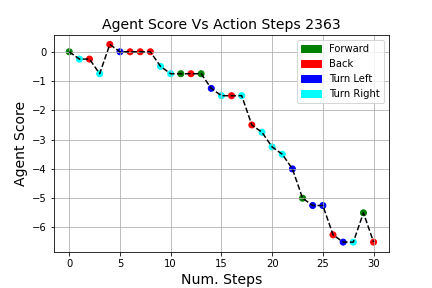 Agent Score Vs Action Steps 2363
Forward
Back
Turn Left
Turn Right
0
−1
−2
−3
−4
−5
−6
Agent Score
0 5 10 15 20 25 30
Num. Steps